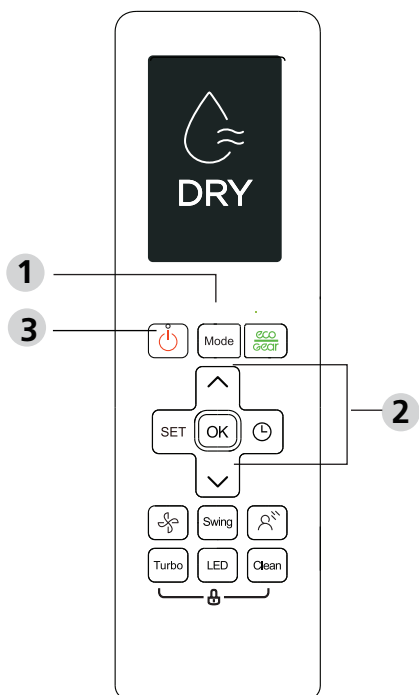 DRY
1
3
Mode
eco
Gear
2
SET
OK
Swing
Turbo
LED
Clean